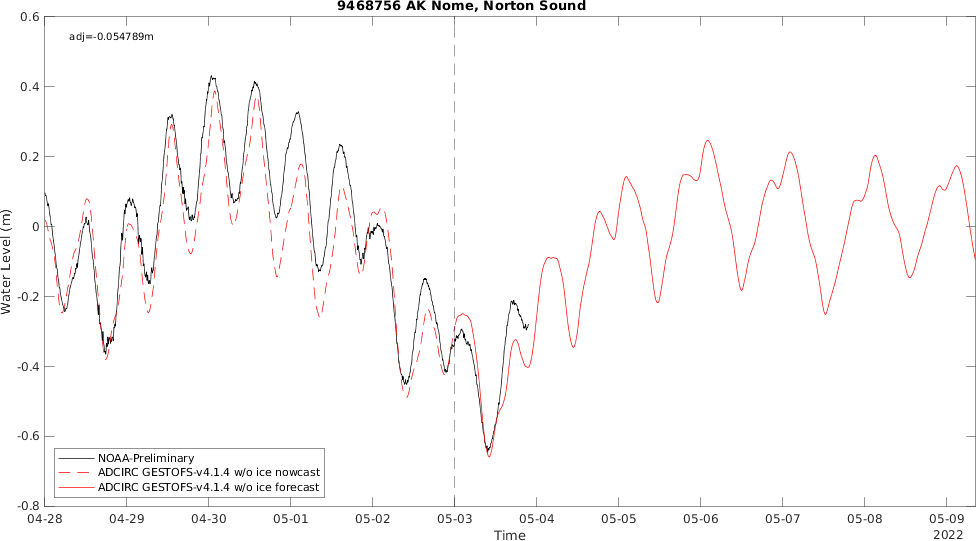 9468756 AK Nome, Norton Sound
adj=-0.054789m
0.6
0.4
0.2
0
-0.2
-0.4
-0.6
-0.8
Water Level (m)
NOAA-Preliminary
ADCIRC GESTOFS-v4.1.4 w/o ice nowcast
ADCIRC GESTOFS-v4.1.4 w/o ice forecast
04-28 04-29 04-30 05-01 05-02 05-03 05-04 05-05 05-06 05-07 05-08 05-09
Time
2022